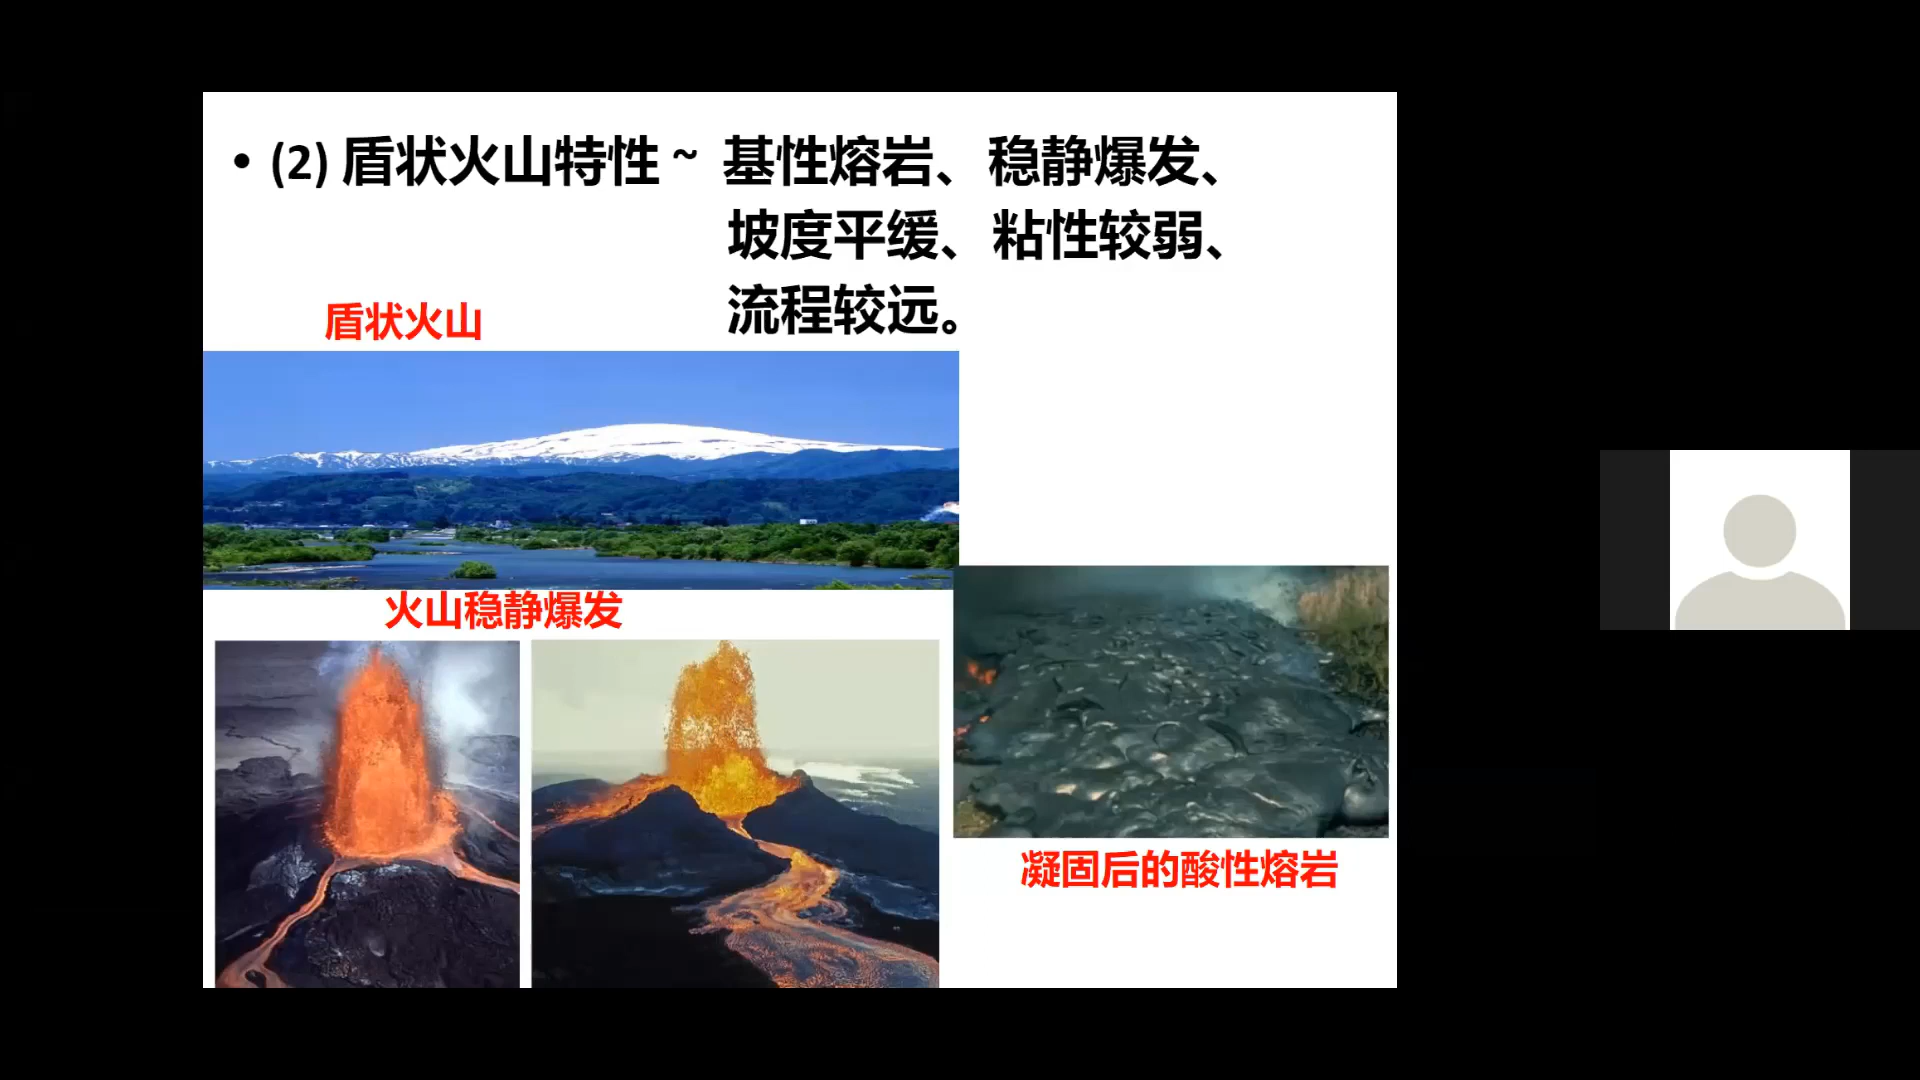 • (2) 盾状火山特性 ~ 基性熔岩、稳静爆发、
坡度平缓、粘性较弱、
流程较远。
盾状火山
火山稳静爆发
凝固后的酸性熔岩